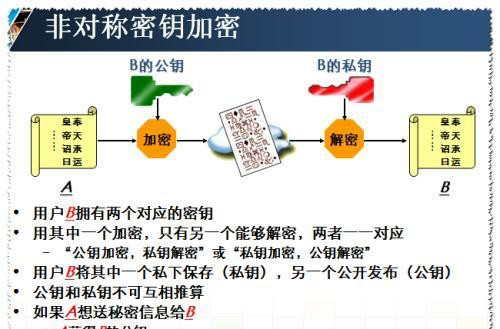 非对称密钥加密
B的公钥
B的私钥
皇奉
帝天
诏承
曰运
加密
解密
皇奉
帝天
诏承
曰运
A
B
• 用户B拥有两个对应的密钥
• 用其中一个加密，只有另一个能够解密，两者一一对应
– “公钥加密，私钥解密”或“私钥加密，公钥解密”
• 用户B将其中一个私下保存（私钥），另一个公开发布（公钥）
• 公钥和私钥不可互相推算
• 如果A想送秘密信息给B